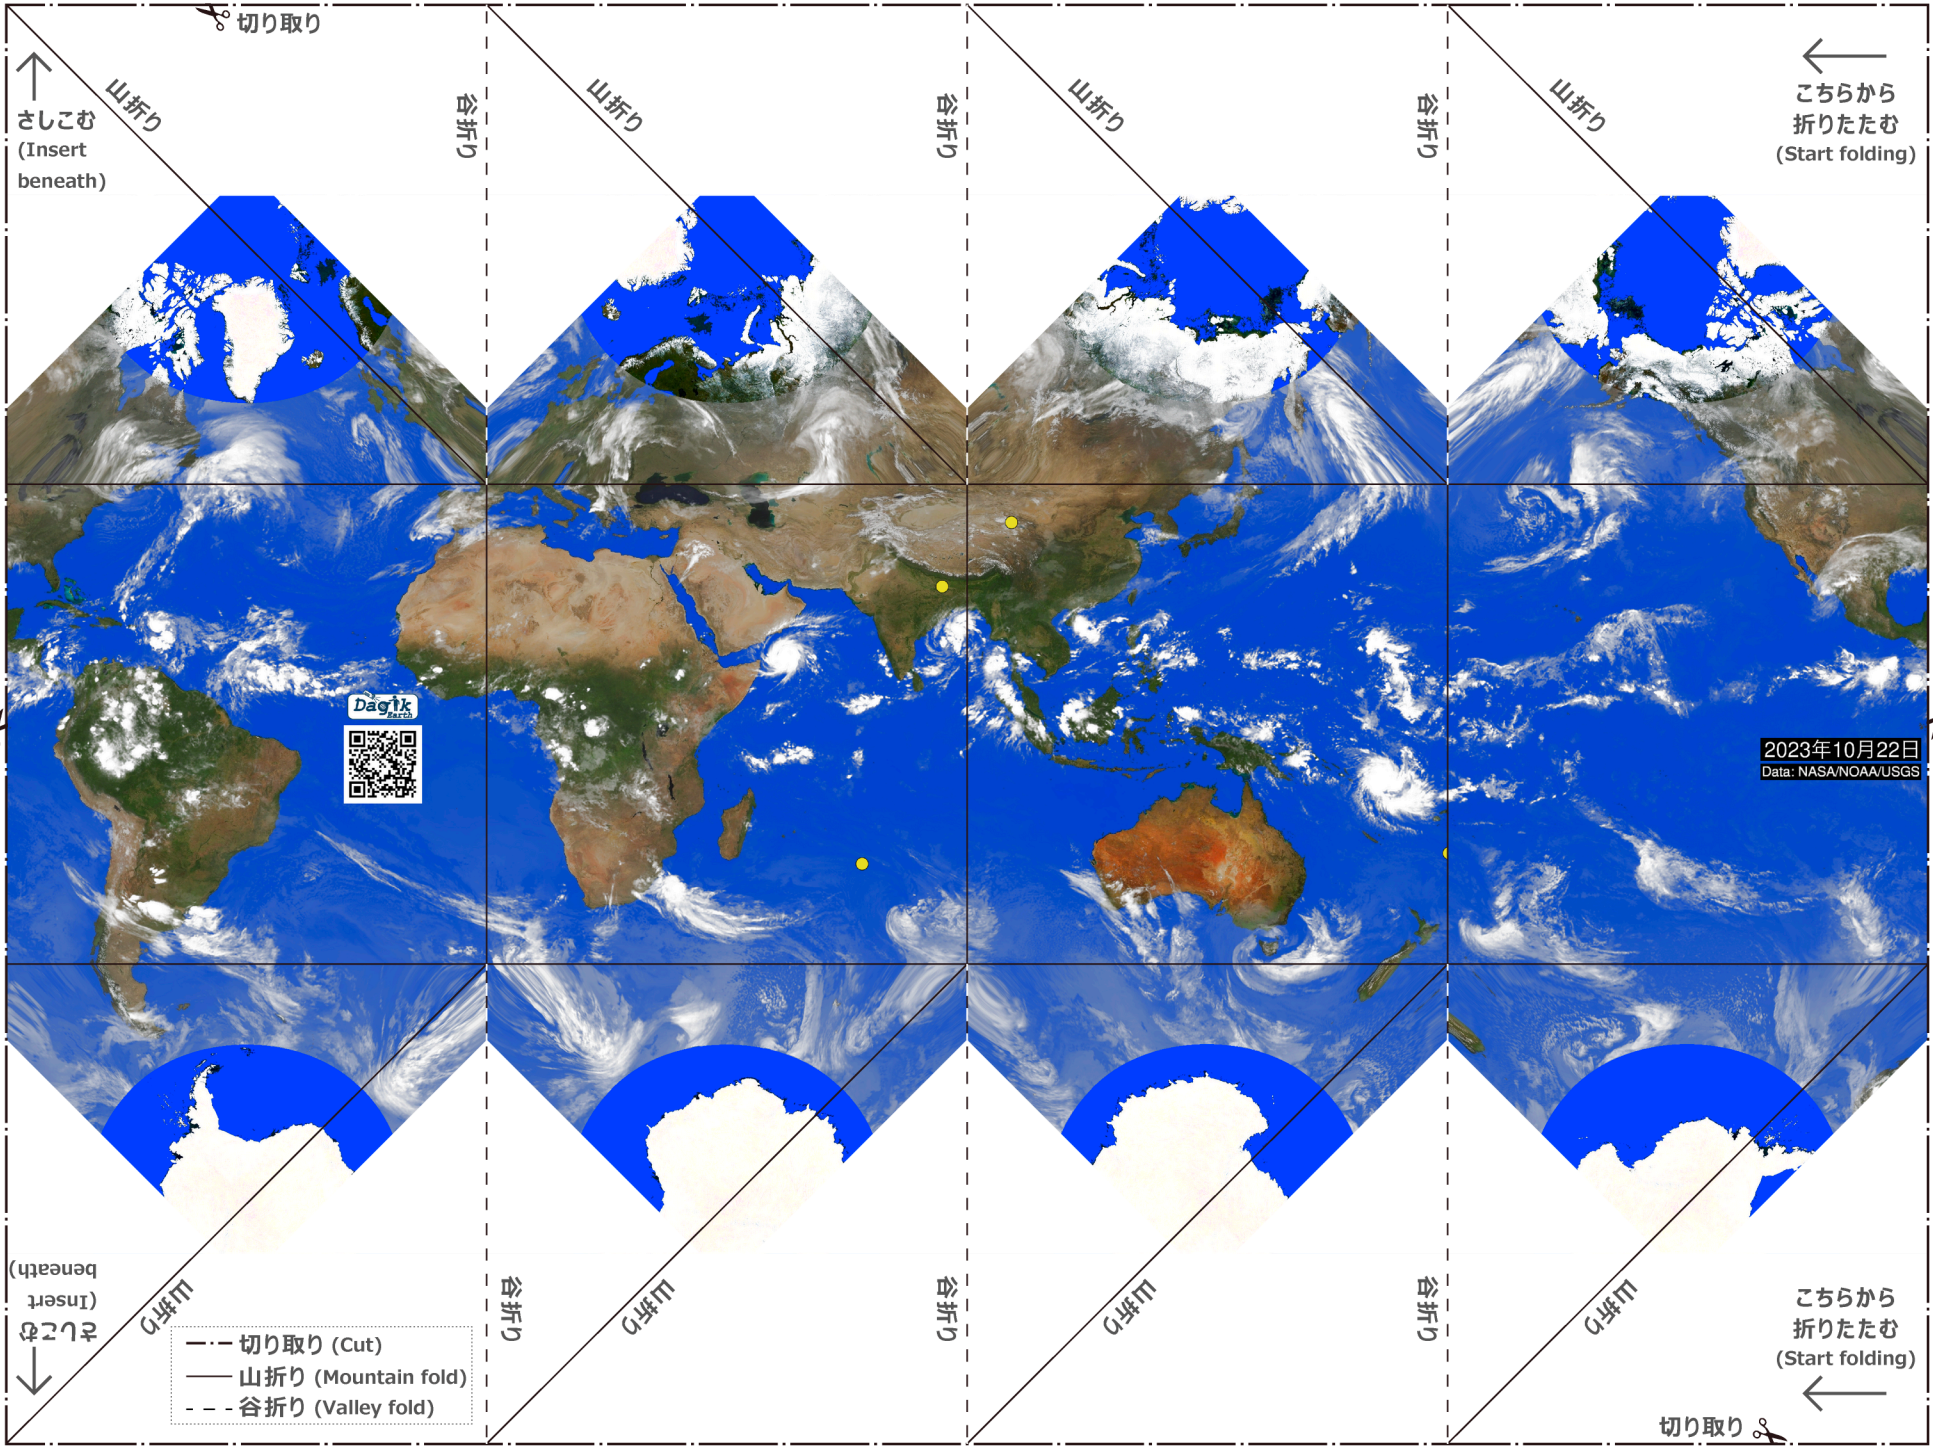 切り取り
さしこむ
(Insert
beneath)
山折り
谷折り
山折り
谷折り
山折り
谷折り
山折り
こちらから
折りたたむ
(Start folding)
Dagik
Earth
2023年10月22日
Data: NASA/NOAA/USGS
さしこむ
(Insert
beneath)
山折り
谷折り
山折り
谷折り
山折り
谷折り
山折り
こちらから
折りたたむ
(Start folding)
切り取り (Cut)
山折り (Mountain fold)
谷折り (Valley fold)
切り取り